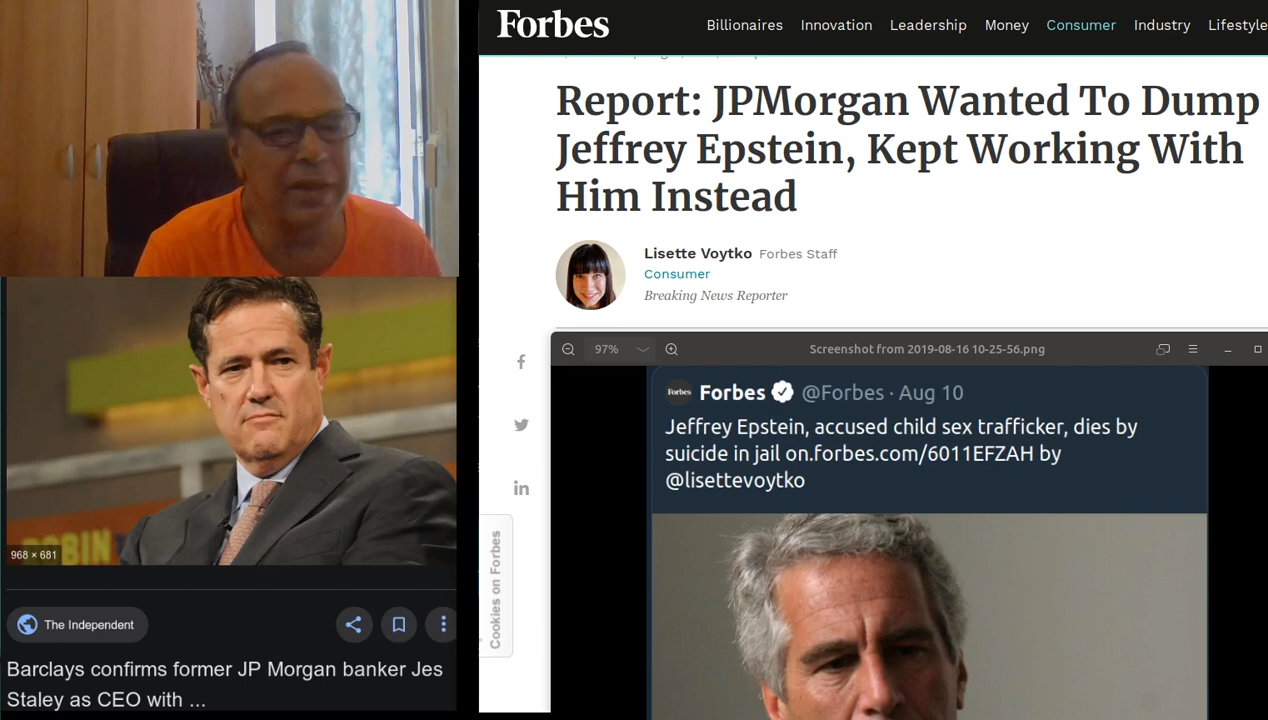 Forbes
Billionaires Innovation Leadership Money Consumer Industry Lifestyle
Report: JPMorgan Wanted To Dump
Jeffrey Epstein, Kept Working With
Him Instead
Lisette Voytko Forbes Staff
Consumer
Breaking News Reporter
97%
Screenshot from 2019-08-16 10-25-56.png
Forbes
Forbes @Forbes · Aug 10
Jeffrey Epstein, accused child sex trafficker, dies by
suicide in jail on.forbes.com/6011EFZAH by
@lisettevoytko
Cookies on Forbes
968 × 681
The Independent
Barclays confirms former JP Morgan banker Jes
Staley as CEO with ...